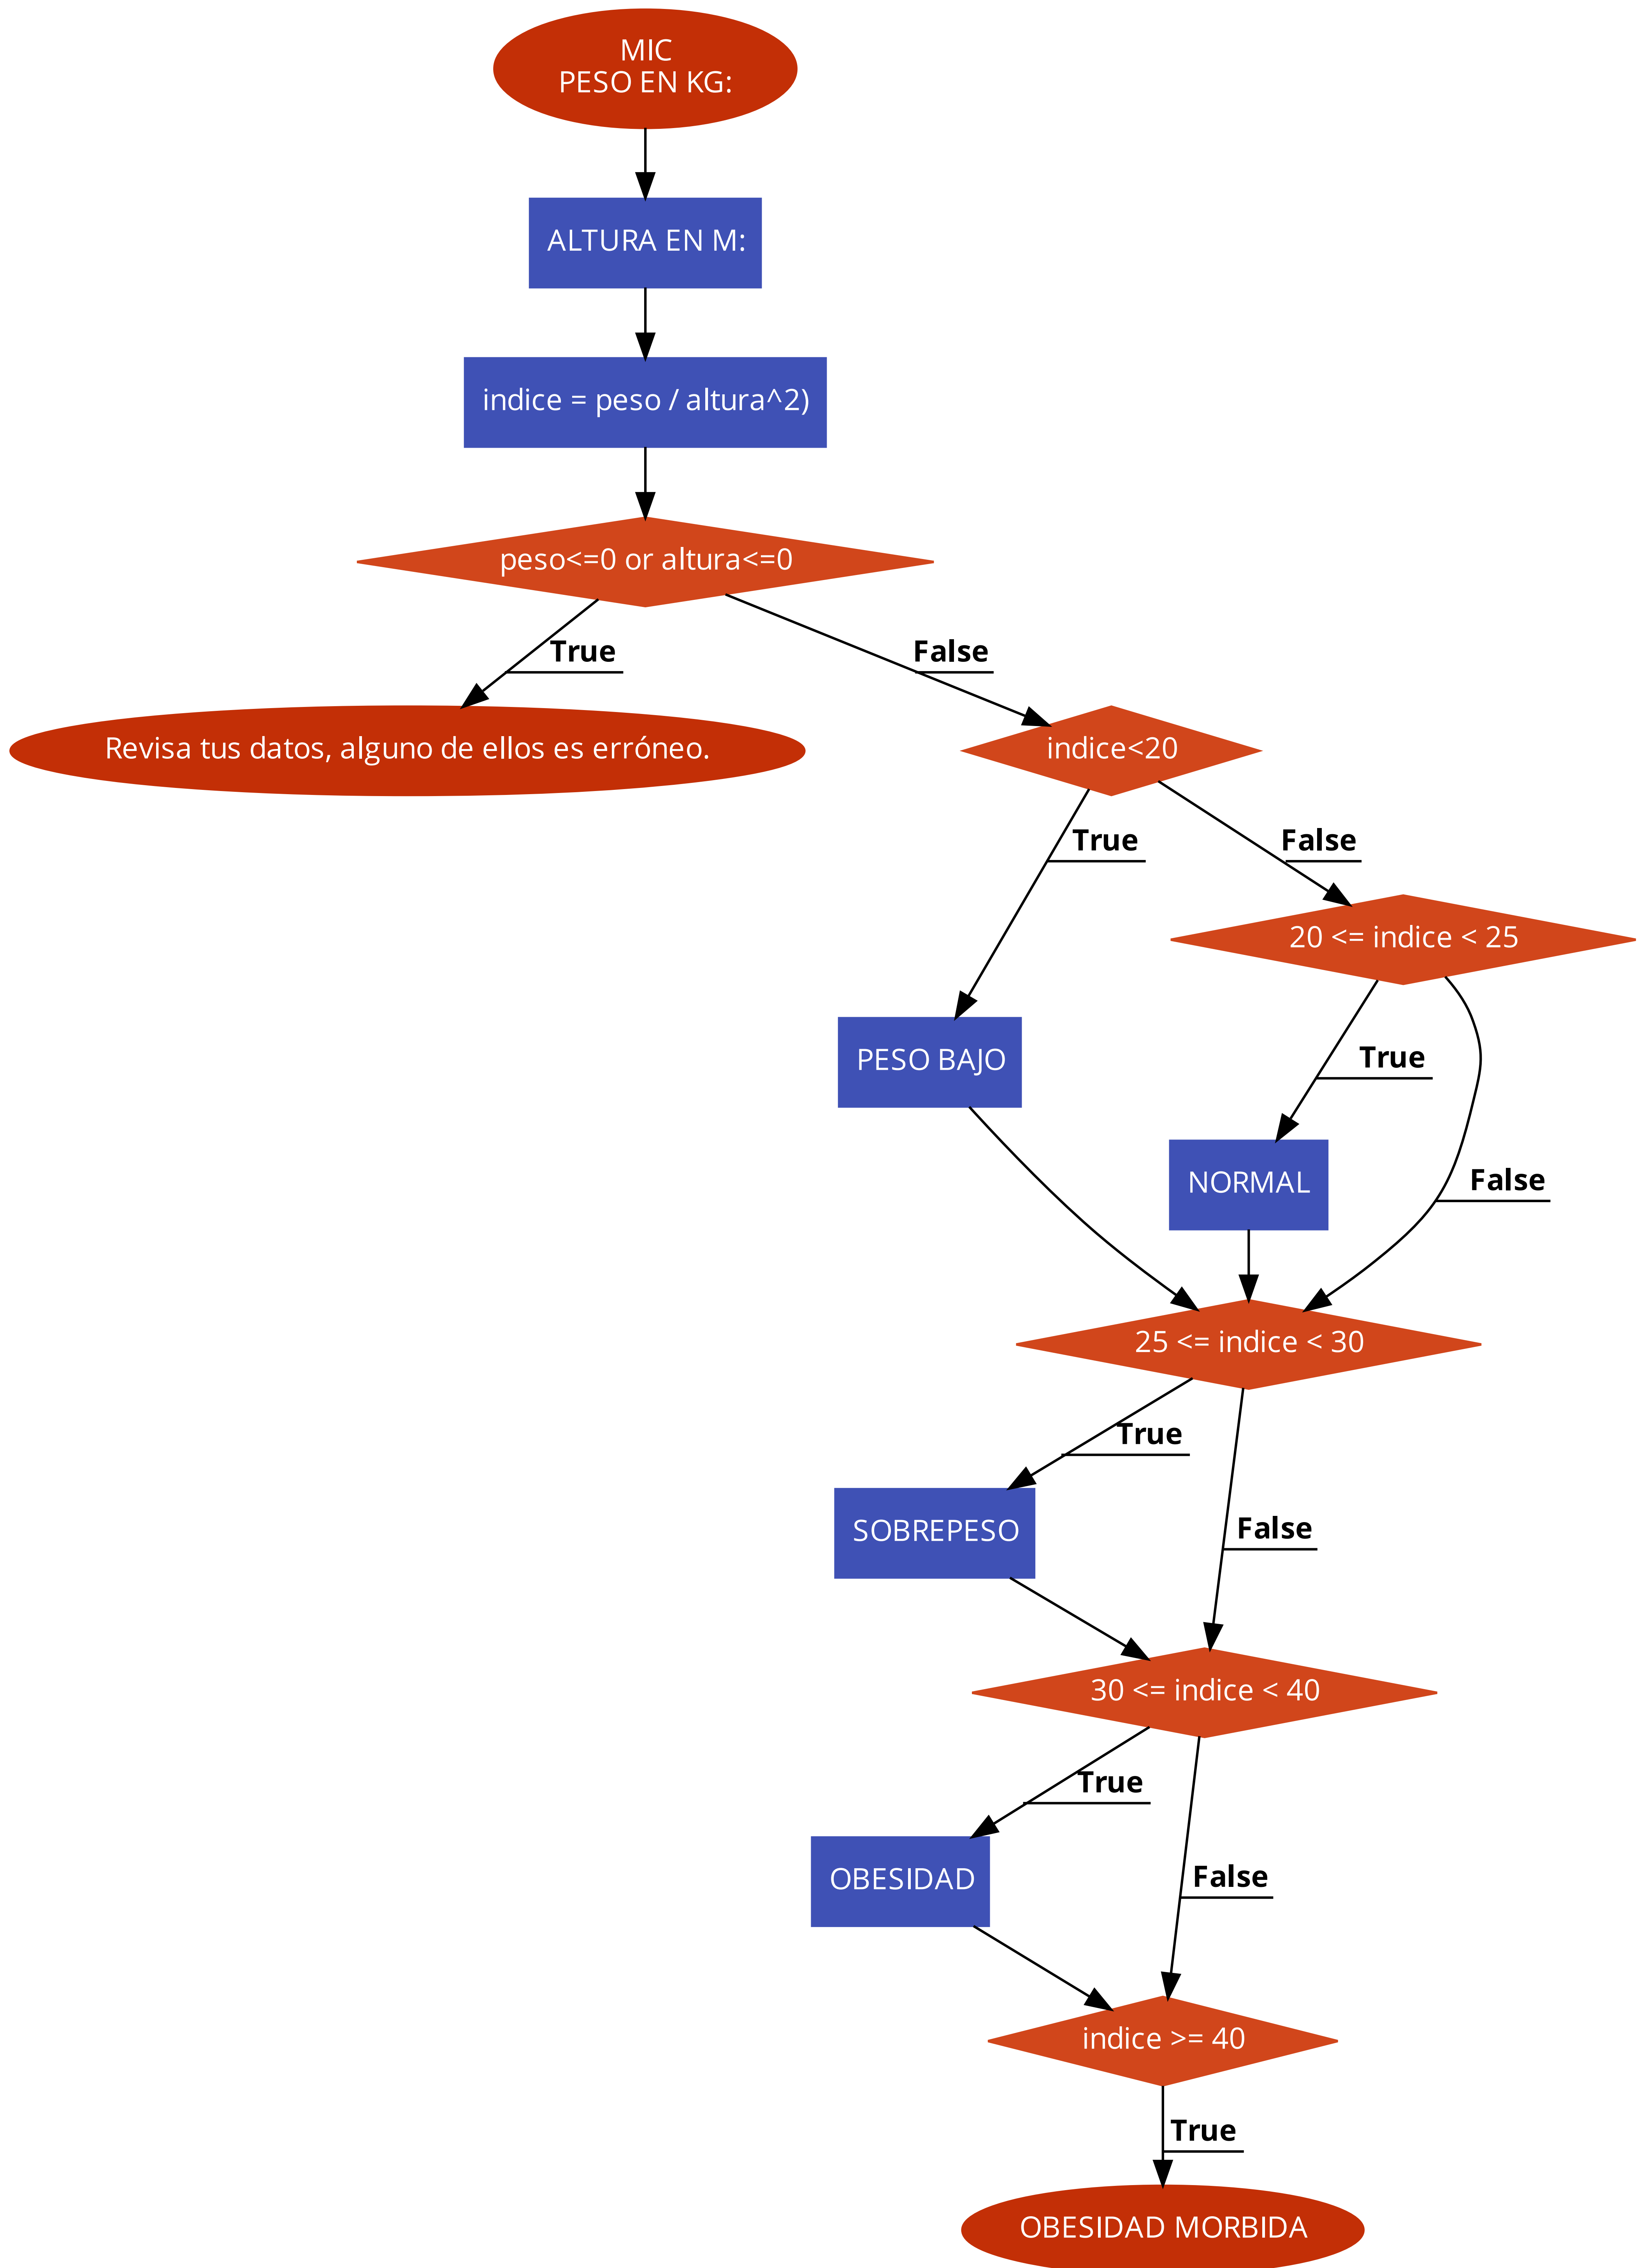 MIC
PESO EN KG:
ALTURA EN M:
indice = peso / altura^2)
peso<=0 or altura<=0
True
False
Revisa tus datos, alguno de ellos es erróneo.
indice<20
True
False
20 <= indice < 25
PESO BAJO
True
NORMAL
False
25 <= indice < 30
True
SOBREPESO
False
30 <= indice < 40
True
OBESIDAD
False
indice >= 40
True
OBESIDAD MORBIDA